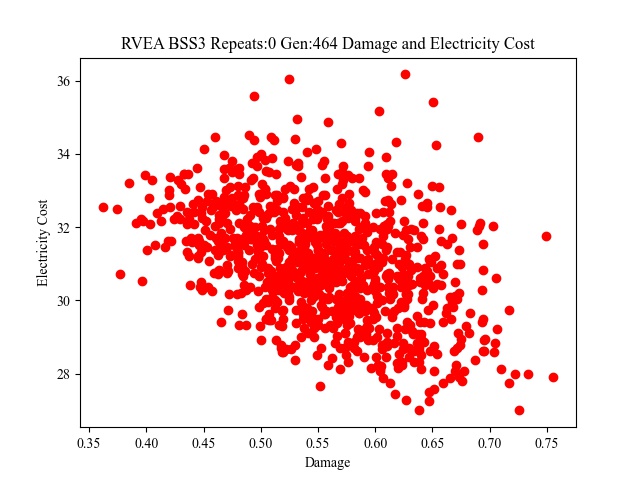 RVEA BSS3 Repeats:0 Gen:464 Damage and Electricity Cost
36
34
32
30
28
Electricity Cost
0.35 0.40 0.45 0.50 0.55 0.60 0.65 0.70 0.75
Damage